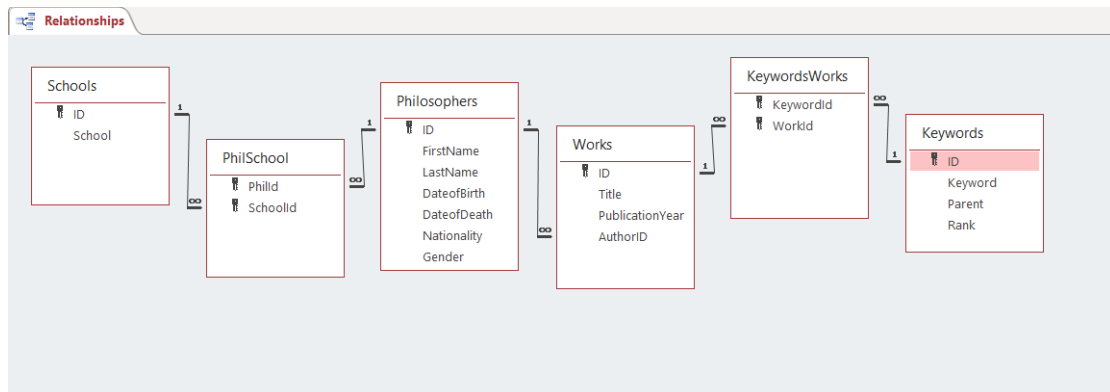 Relationships
Schools
ID
School
1
∞
PhilSchool
PhilId
SchoolId
∞
1
Philosophers
ID
FirstName
LastName
DateofBirth
DateofDeath
Nationality
Gender
1
∞
Works
ID
Title
PublicationYear
AuthorID
1
∞
KeywordsWorks
KeywordId
WorkId
∞
1
Keywords
ID
Keyword
Parent
Rank